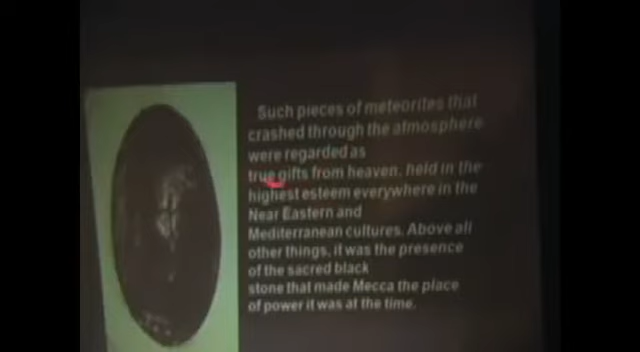 Such pieces of meteorites that
crashed through the atmosphere
were regarded as
true gifts from heaven, held in the
highest esteem everywhere in the
Near Eastern and
Mediterranean cultures. Above all
other things, it was the presence
of the sacred black
stone that made Mecca the place
of power it was at the time.